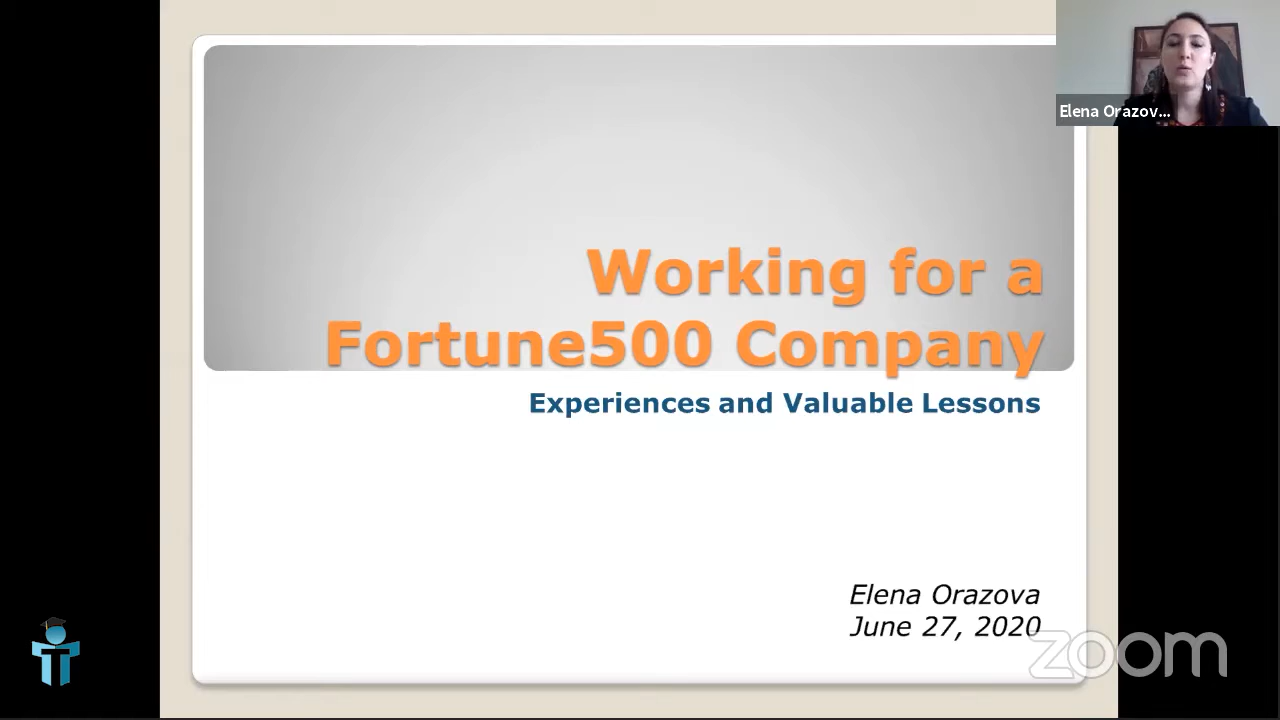 Elena Orazov...
Working for a
Fortune500 Company
Experiences and Valuable Lessons
Elena Orazova
June 27, 2020
zoom